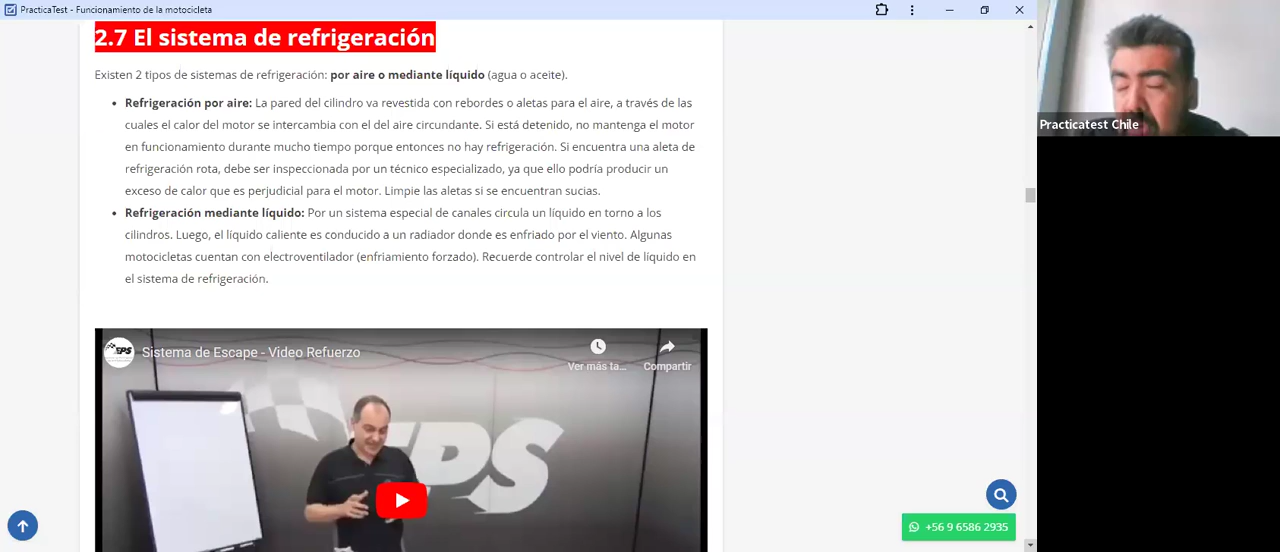 PracticaTest - Funcionamiento de la motocicleta
2.7 El sistema de refrigeración
Existen 2 tipos de sistemas de refrigeración: por aire o mediante líquido (agua o aceite).
• Refrigeración por aire: La pared del cilindro va revestida con rebordes o aletas para el aire, a través de las
cuales el calor del motor se intercambia con el del aire circundante. Si está detenido, no mantenga el motor
en funcionamiento durante mucho tiempo porque entonces no hay refrigeración. Si encuentra una aleta de
refrigeración rota, debe ser inspeccionada por un técnico especializado, ya que ello podría producir un
exceso de calor que es perjudicial para el motor. Limpie las aletas si se encuentran sucias.
• Refrigeración mediante líquido: Por un sistema especial de canales circula un líquido en torno a los
cilindros. Luego, el líquido caliente es conducido a un radiador donde es enfriado por el viento. Algunas
motocicletas cuentan con electroventilador (enfriamiento forzado). Recuerde controlar el nivel de líquido en
el sistema de refrigeración.
EPS
Sistema de Escape - Video Refuerzo
Ver más ta...
Compartir
EPS
+56 9 6586 2935
Practicatest Chile